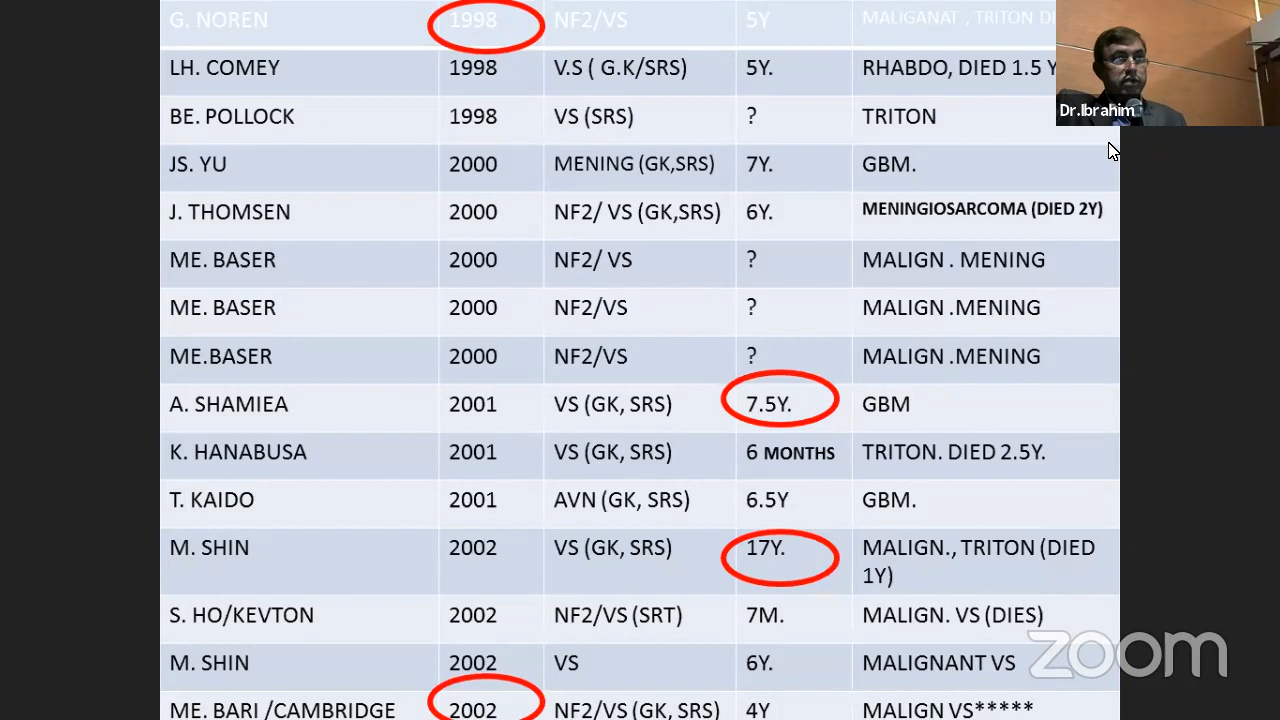 G. NOREN 1998 NF2/VS 5Y MALIGANAT , TRITON
LH. COMEY 1998 V.S ( G.K/SRS) 5Y. RHABDO, DIED 1.5 Y
BE. POLLOCK 1998 VS (SRS) ? TRITON
Dr.Ibrahim
JS. YU 2000 MENING (GK,SRS) 7Y. GBM.
J. THOMSEN 2000 NF2/ VS (GK,SRS) 6Y. MENINGIOSARCOMA (DIED 2Y)
ME. BASER 2000 NF2/ VS ? MALIGN . MENING
ME. BASER 2000 NF2/VS ? MALIGN .MENING
ME.BASER 2000 NF2/VS ? MALIGN .MENING
A. SHAMIEA 2001 VS (GK, SRS) 7.5Y. GBM
K. HANABUSA 2001 VS (GK, SRS) 6 MONTHS TRITON. DIED 2.5Y.
T. KAIDO 2001 AVN (GK, SRS) 6.5Y GBM.
M. SHIN 2002 VS (GK, SRS) 17Y. MALIGN., TRITON (DIED
1Y)
S. HO/KEVTON 2002 NF2/VS (SRT) 7M. MALIGN. VS (DIES)
M. SHIN 2002 VS 6Y. MALIGNANT VS
ME. BARI /CAMBRIDGE 2002 NF2/VS (GK, SRS) 4Y MALIGN VS*****
zoom